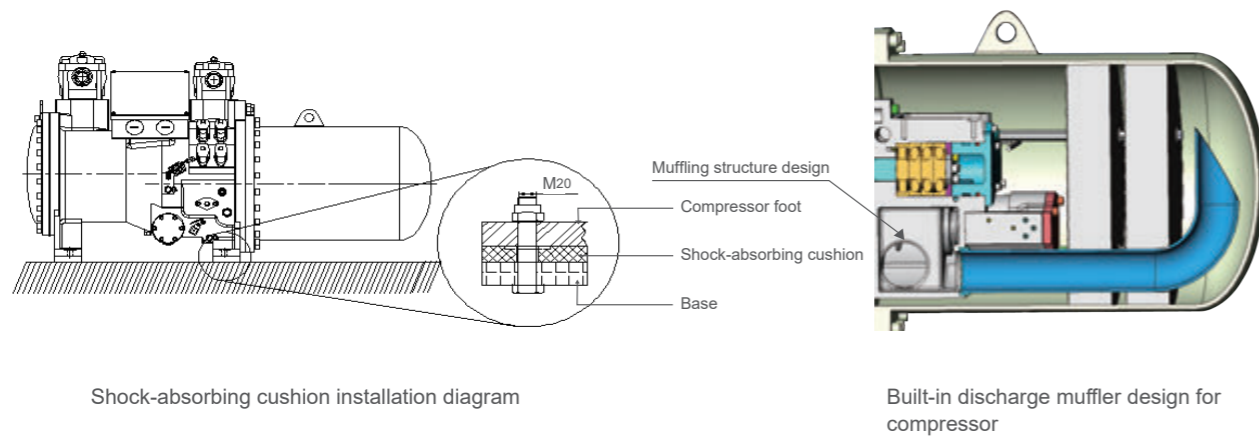 M20
Muffling structure design
Compressor foot
Shock-absorbing cushion
Base
Shock-absorbing cushion installation diagram
Built-in discharge muffler design for
compressor